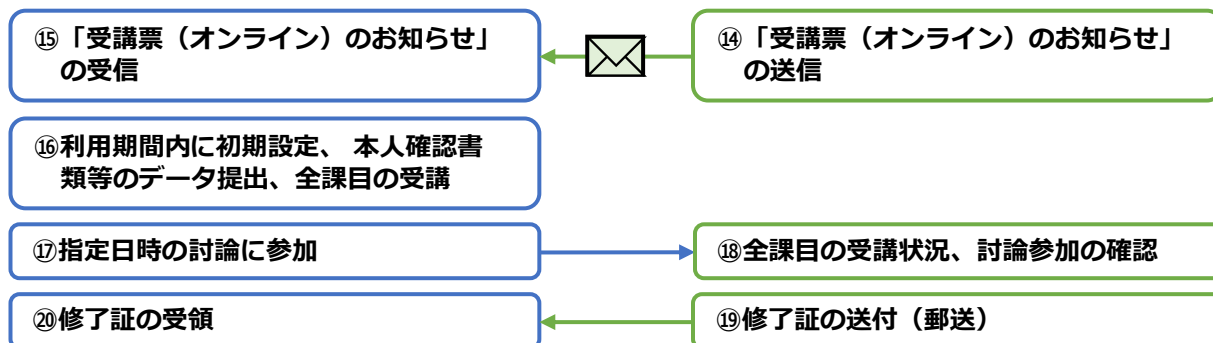 ⑮「受講票（オンライン）のお知らせ」
の受信
⑭「受講票（オンライン）のお知らせ」
の送信
⑯利用期間内に初期設定、 本人確認書
類等のデータ提出、全課目の受講
⑰指定日時の討論に参加
⑱全課目の受講状況、討論参加の確認
⑳修了証の受領
⑲修了証の送付（郵送）